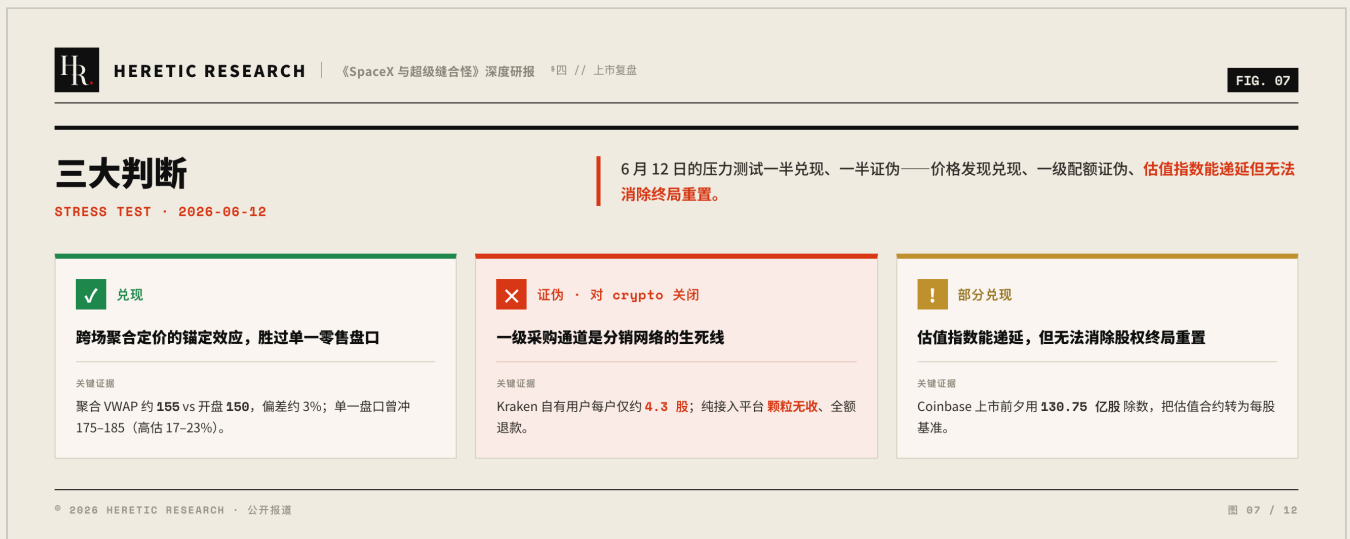 HR.
HERETIC RESEARCH
《SpaceX 与超级缝合怪》深度研报
§四 // 上市复盘
FIG. 07
三大判断
STRESS TEST · 2026-06-12
6 月 12 日的压力测试一半兑现、一半证伪——价格发现兑现、一级配额证伪、估值指数能递延但无法
消除终局重置。
✓ 兑现
跨场聚合定价的锚定效应，胜过单一零售盘口
关键证据
聚合 VWAP 约 155 vs 开盘 150，偏差约 3%；单一盘口曾冲
175–185（高估 17–23%）。
✕ 证伪 · 对 crypto 关闭
一级采购通道是分销网络的生死线
关键证据
Kraken 自有用户每户仅约 4.3 股；纯接入平台 颗粒无收、全额
退款。
! 部分兑现
估值指数能递延，但无法消除股权终局重置
关键证据
Coinbase 上市前夕用 130.75 亿股 除数，把估值合约转为每股
基准。
© 2026 HERETIC RESEARCH · 公开报道
图 07 / 12